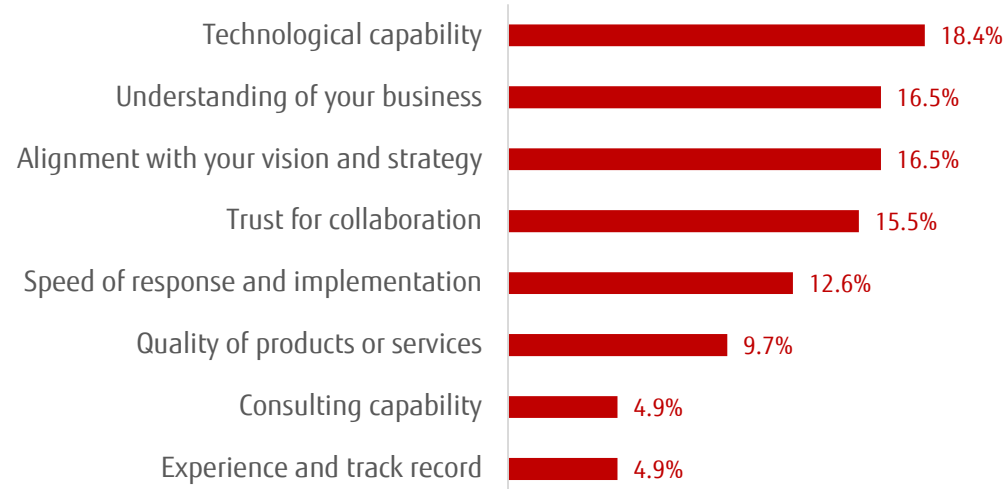 Technological capability 18.4%
Understanding of your business 16.5%
Alignment with your vision and strategy 16.5%
Trust for collaboration 15.5%
Speed of response and implementation 12.6%
Quality of products or services 9.7%
Consulting capability 4.9%
Experience and track record 4.9%